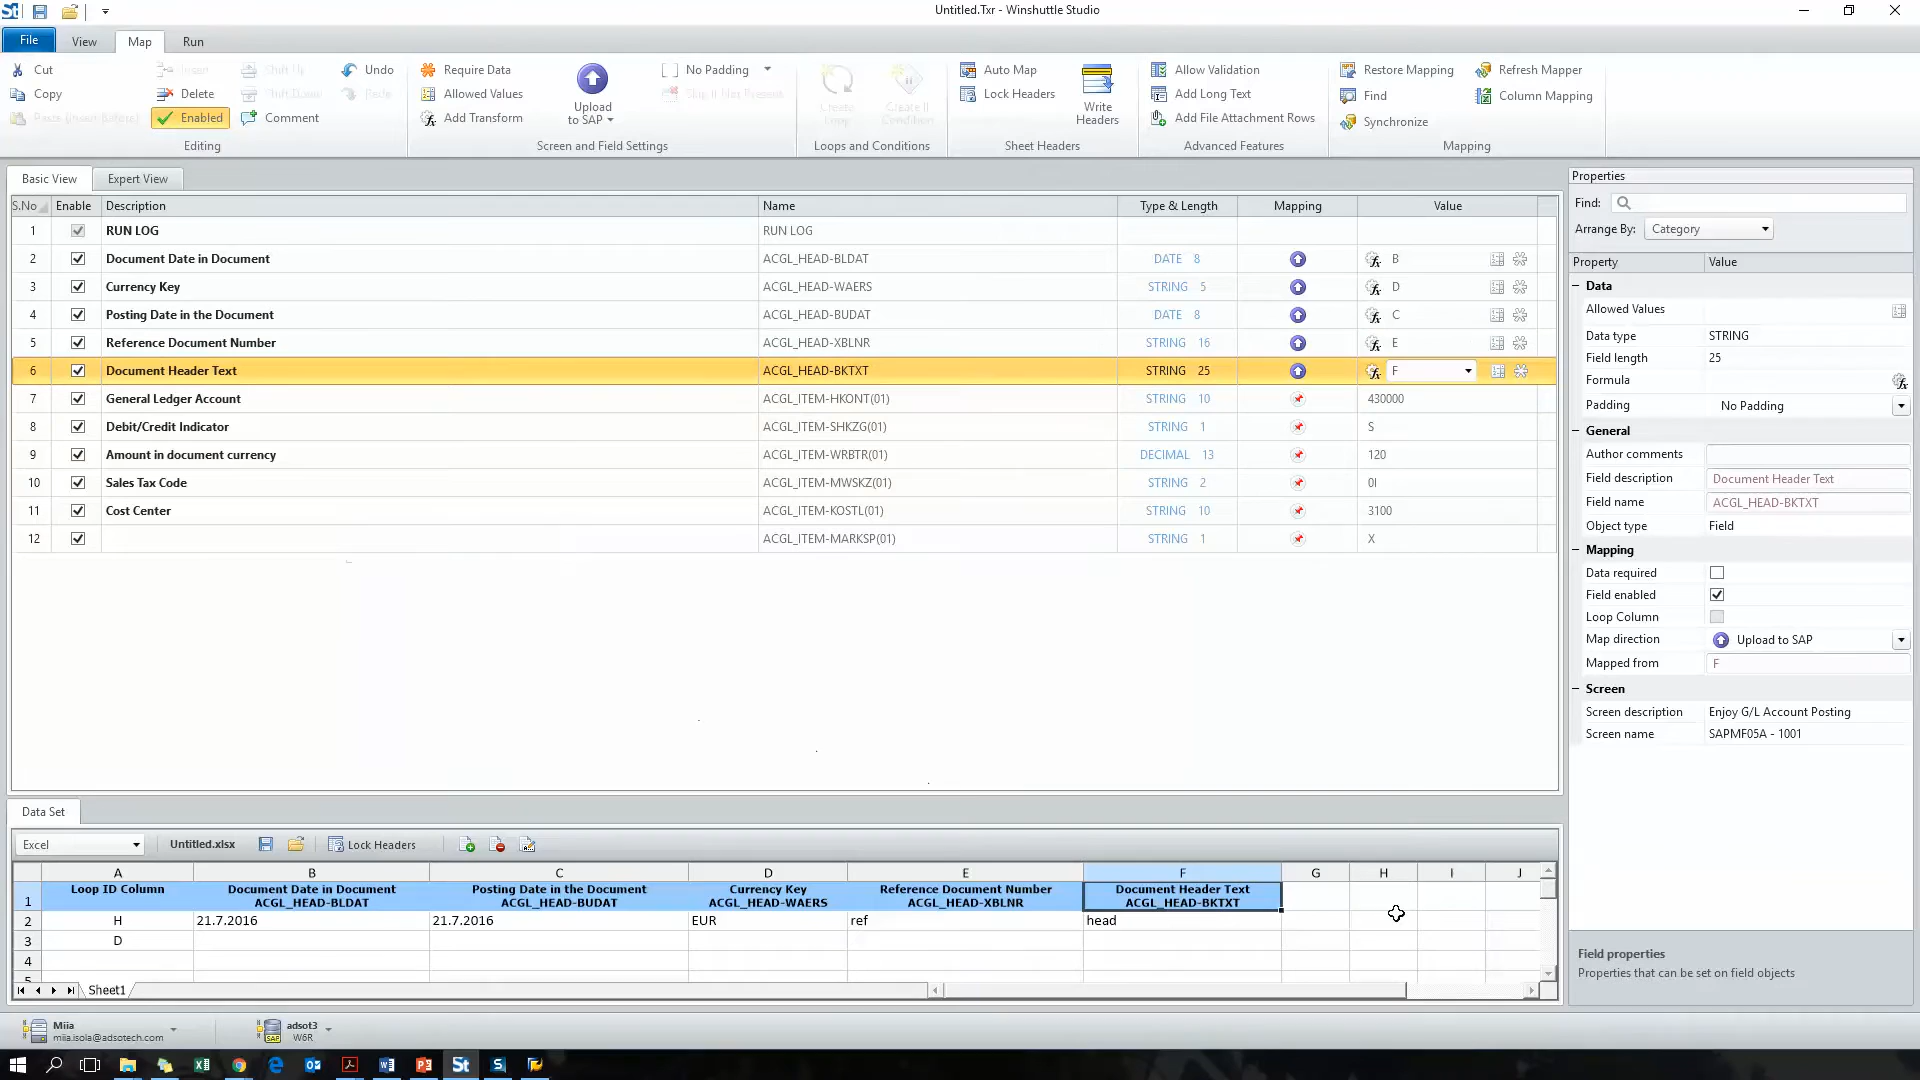 Untitled.Txr - Winshuttle Studio
File View Map Run
Cut
Copy
Delete
Enabled
Comment
Undo
Editing
Require Data
Allowed Values
Add Transform
Upload
to SAP
No Padding
Screen and Field Settings
Create
Loop
Create If
Condition
Loops and Conditions
Auto Map
Lock Headers
Write
Headers
Sheet Headers
Allow Validation
Add Long Text
Add File Attachment Rows
Advanced Features
Restore Mapping
Find
Synchronize
Refresh Mapper
Column Mapping
Mapping
Basic View Expert View
S.No Enable Description Name Type & Length Mapping Value
1 RUN LOG RUN LOG
2 Document Date in Document ACGL_HEAD-BLDAT DATE 8 B
3 Currency Key ACGL_HEAD-WAERS STRING 5 D
4 Posting Date in the Document ACGL_HEAD-BUDAT DATE 8 C
5 Reference Document Number ACGL_HEAD-XBLNR STRING 16 E
6 Document Header Text ACGL_HEAD-BKTXT STRING 25 F
7 General Ledger Account ACGL_ITEM-HKONT(01) STRING 10 430000
8 Debit/Credit Indicator ACGL_ITEM-SHKZG(01) STRING 1 S
9 Amount in document currency ACGL_ITEM-WRBTR(01) DECIMAL 13 120
10 Sales Tax Code ACGL_ITEM-MWSKZ(01) STRING 2 0I
11 Cost Center ACGL_ITEM-KOSTL(01) STRING 10 3100
12 ACGL_ITEM-MARKSP(01) STRING 1 X
Properties
Find:
Arrange By: Category
Property Value
Data
Allowed Values
Data type STRING
Field length 25
Formula
Padding No Padding
General
Author comments
Field description Document Header Text
Field name ACGL_HEAD-BKTXT
Object type Field
Mapping
Data required
Field enabled
Loop Column
Map direction Upload to SAP
Mapped from F
Screen
Screen description Enjoy G/L Account Posting
Screen name SAPMF05A - 1001
Field properties
Properties that can be set on field objects
Data Set
Excel Untitled.xlsx Lock Headers
A B C D E F G H I J
1 Loop ID Column Document Date in Document Posting Date in the Document Currency Key Reference Document Number Document Header Text
ACGL_HEAD-BLDAT ACGL_HEAD-BUDAT ACGL_HEAD-WAERS ACGL_HEAD-XBLNR ACGL_HEAD-BKTXT
2 H 21.7.2016 21.7.2016 EUR ref head
3 D
4
5
Sheet1
Miia
miia.isola@adsotech.com
adsot3
W6R